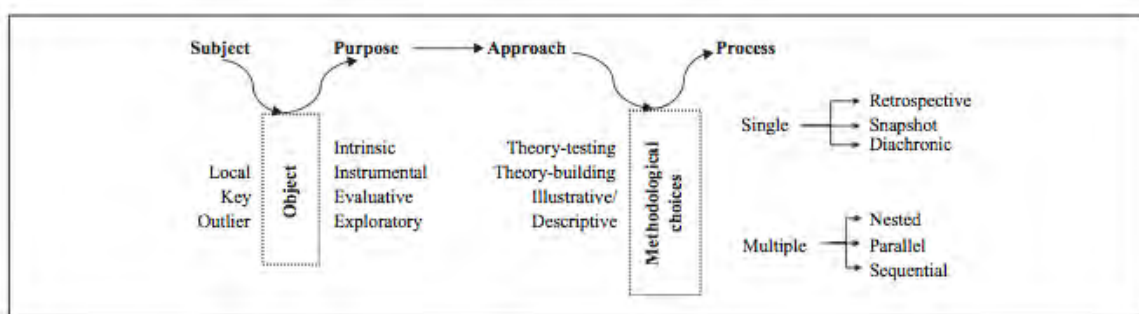 Subject
Purpose
Approach
Process
Local
Key
Outlier
Object
Intrinsic
Instrumental
Evaluative
Exploratory
Theory-testing
Theory-building
Illustrative/
Descriptive
Methodological
choices
Single
Retrospective
Snapshot
Diachronic
Multiple
Nested
Parallel
Sequential